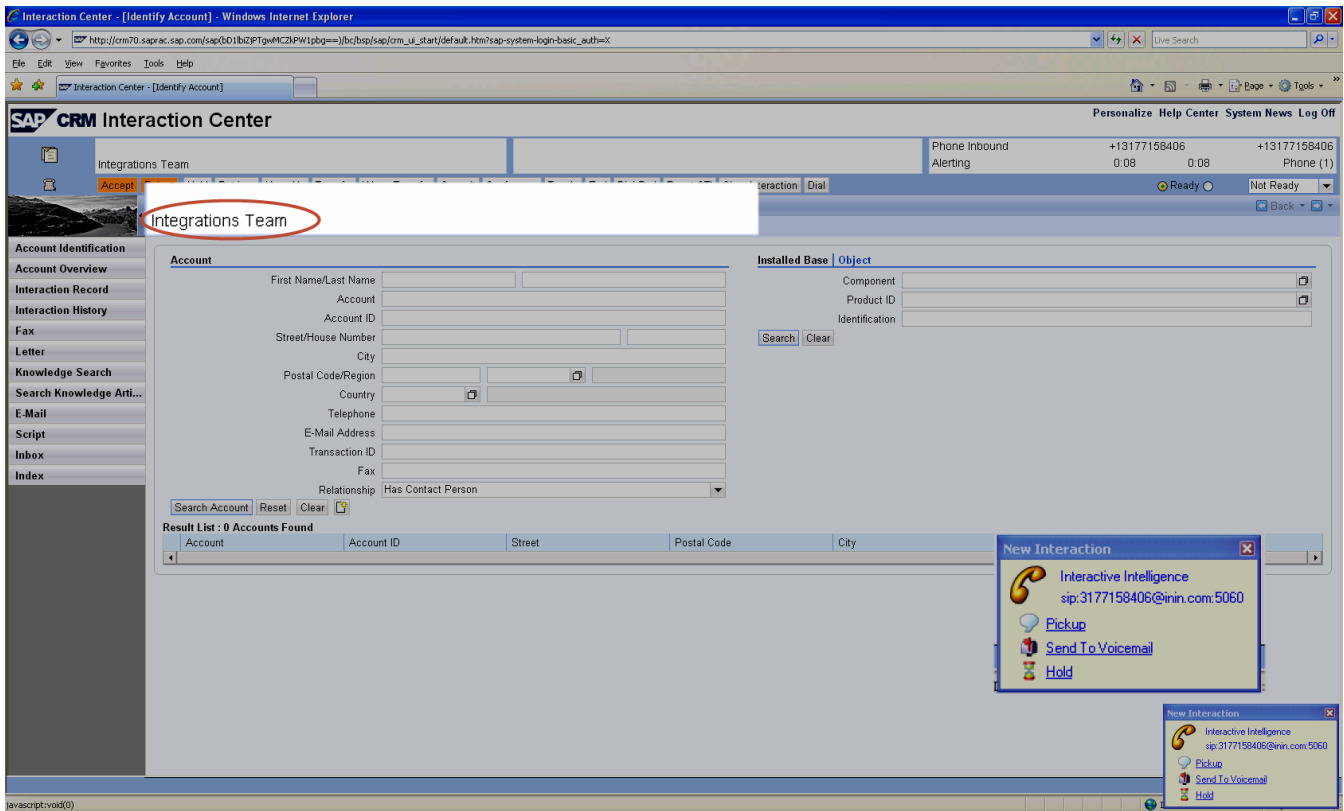 Interaction Center - [Identify Account] - Windows Internet Explorer
http://crm70.saprac.sap.com/sap(bD1lbiZjPTgwMCZkPW1pbg==)/bc/bsp/sap/crm_ui_start/default.htm?sap-system-login-basic_auth=X
Live Search
File Edit View Favorites Tools Help
Interaction Center - [Identify Account]
Page Tools
SAP CRM Interaction Center
Personalize Help Center System News Log Off
Integrations Team
Phone Inbound +13177158406 +13177158406
Alerting 0:08 0:08 Phone (1)
Accept
Interaction Dial
Ready
Not Ready
Back
Integrations Team
Account Identification
Account Overview
Interaction Record
Interaction History
Fax
Letter
Knowledge Search
Search Knowledge Arti...
E-Mail
Script
Inbox
Index
Account
First Name/Last Name
Account
Account ID
Street/House Number
City
Postal Code/Region
Country
Telephone
E-Mail Address
Transaction ID
Fax
Relationship Has Contact Person
Search Account Reset Clear
Installed Base Object
Component
Product ID
Identification
Search Clear
Result List : 0 Accounts Found
Account Account ID Street Postal Code City
New Interaction
Interactive Intelligence
sip:3177158406@inin.com:5060
Pickup
Send To Voicemail
Hold
New Interaction
Interactive Intelligence
sip:3177158406@inin.com:5060
Pickup
Send To Voicemail
Hold
javascript:void(0)